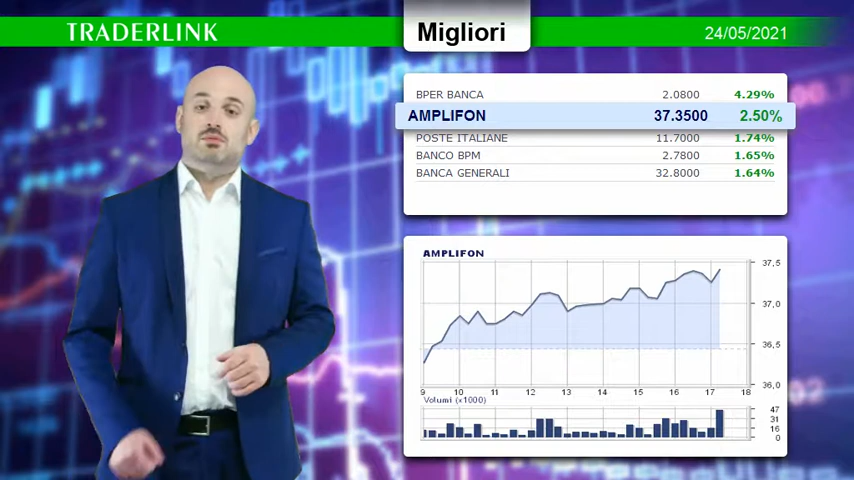 TRADERLINK
Migliori
24/05/2021
BPER BANCA 2.0800 4.29%
AMPLIFON 37.3500 2.50%
POSTE ITALIANE 11.7000 1.74%
BANCO BPM 2.7800 1.65%
BANCA GENERALI 32.8000 1.64%
AMPLIFON
37,5
37,0
36,5
36,0
9 10 11 12 13 14 15 16 17 18
Volumi (x1000)
47
31
16
0